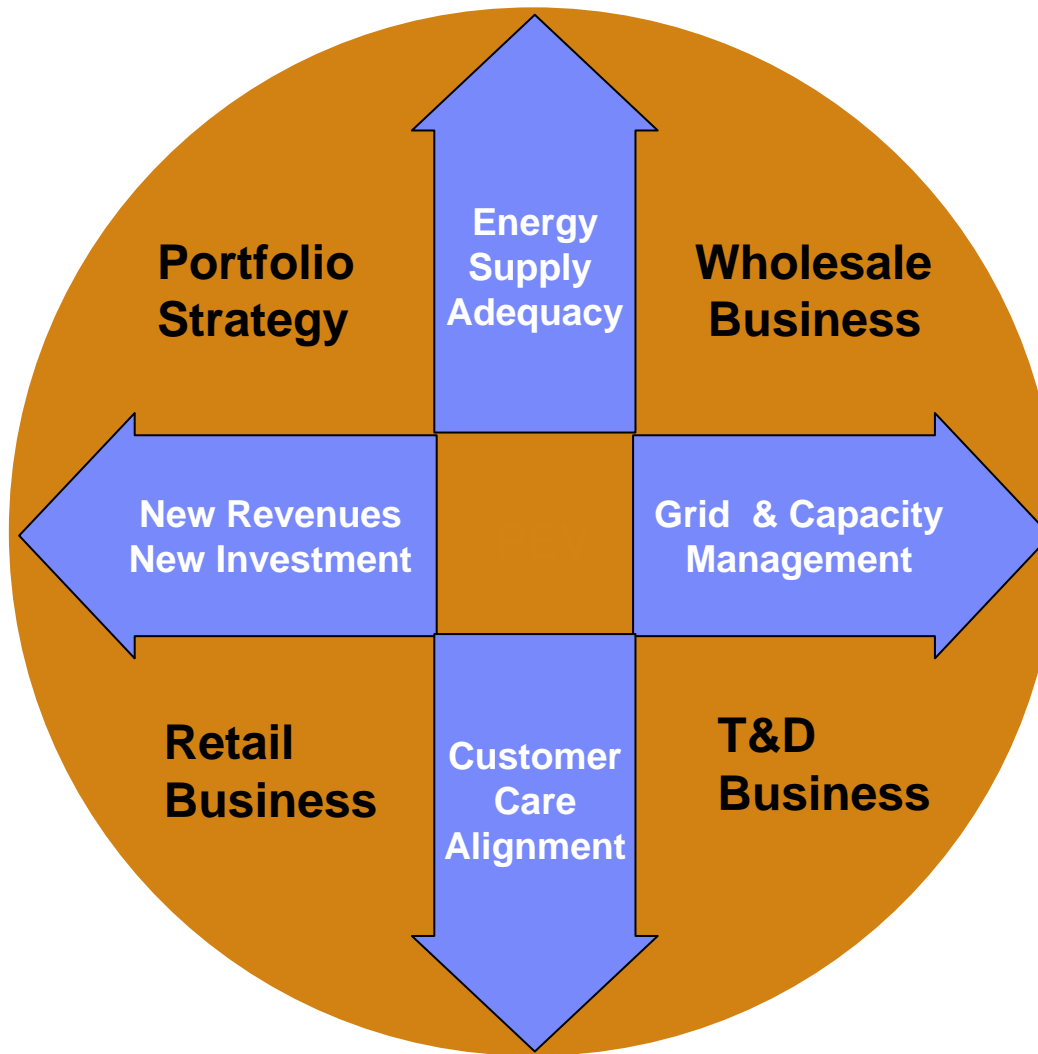 Energy
Supply
Adequacy
Portfolio
Strategy
Wholesale
Business
New Revenues
New Investment
Grid & Capacity
Management
Retail
Business
Customer
Care
Alignment
T&D
Business